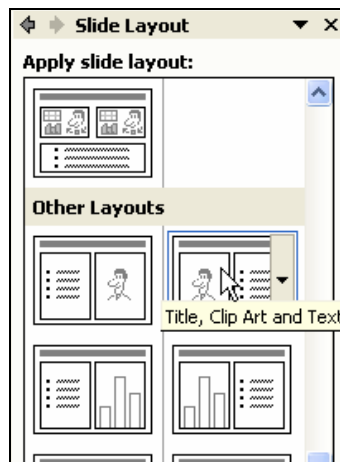 Slide Layout
Apply slide layout:
Other Layouts
Title, Clip Art and Text